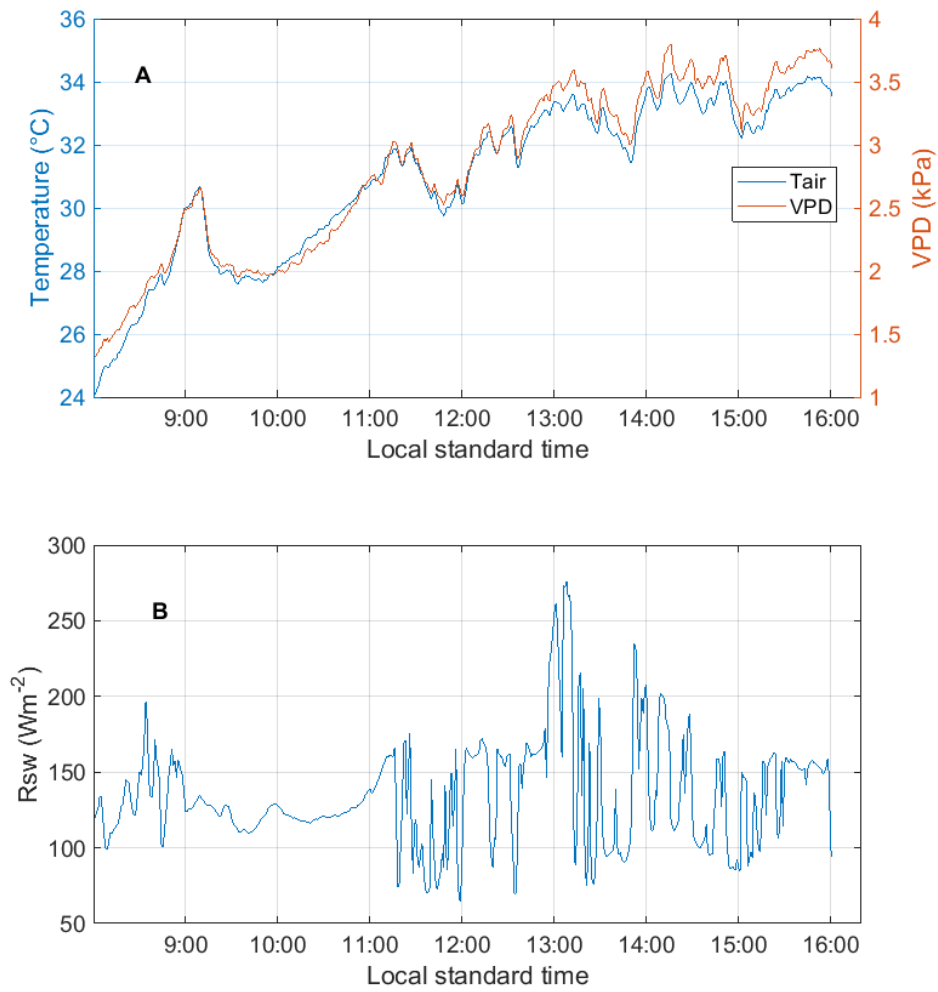 A
Temperature (°C)
36
34
32
30
28
26
24
4
3.5
3
2.5
2
1.5
1
VPD (kPa)
Tair
VPD
9:00 10:00 11:00 12:00 13:00 14:00 15:00 16:00
Local standard time
B
Rsw (Wm⁻²)
300
250
200
150
100
50
9:00 10:00 11:00 12:00 13:00 14:00 15:00 16:00
Local standard time